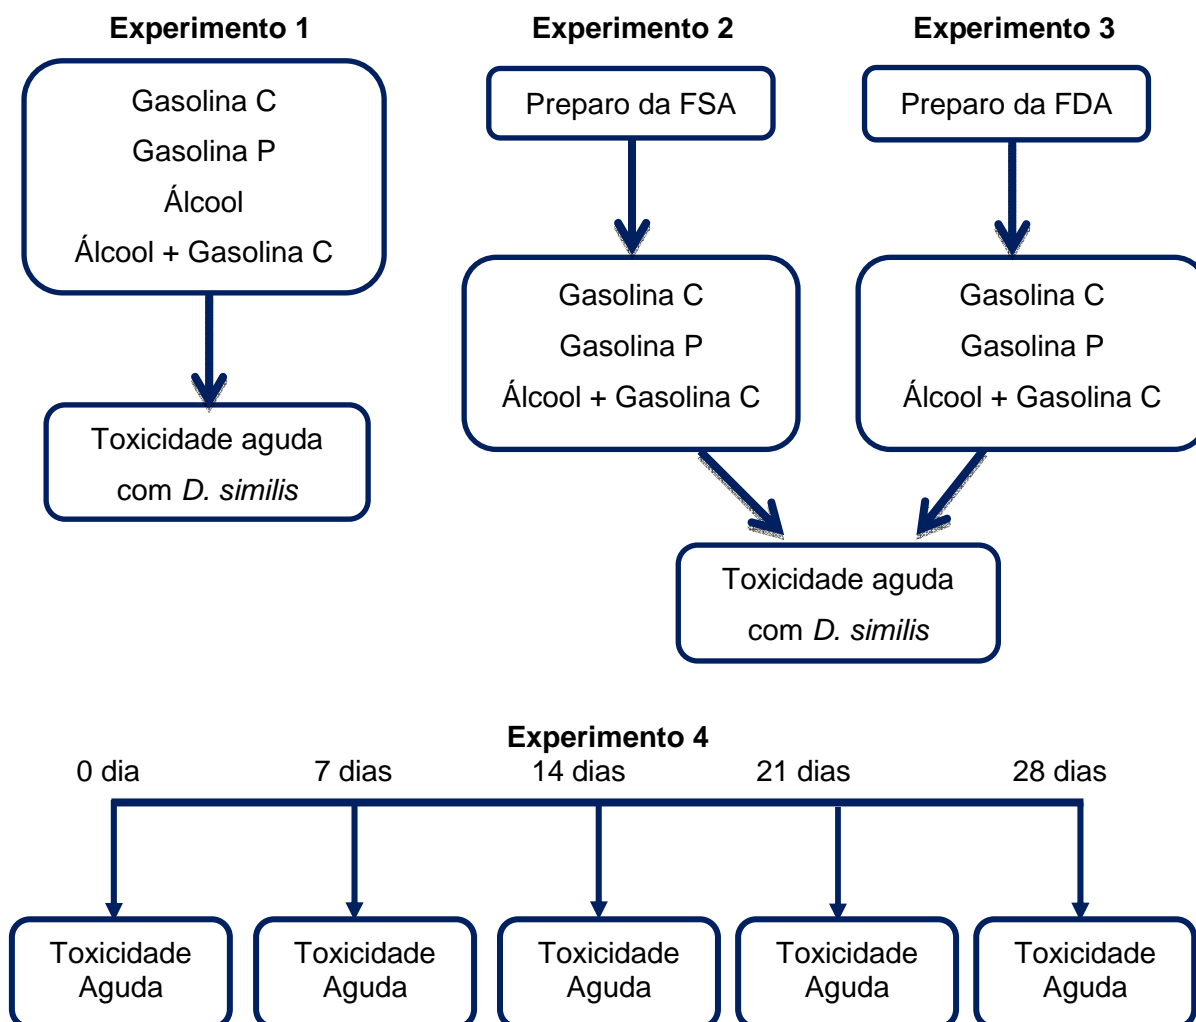 Experimento 1
Gasolina C
Gasolina P
Álcool
Álcool + Gasolina C
Toxicidade aguda
com D. similis
Experimento 2
Preparo da FSA
Gasolina C
Gasolina P
Álcool + Gasolina C
Experimento 3
Preparo da FDA
Gasolina C
Gasolina P
Álcool + Gasolina C
Toxicidade aguda
com D. similis
Experimento 4
0 dia
7 dias
14 dias
21 dias
28 dias
Toxicidade
Aguda
Toxicidade
Aguda
Toxicidade
Aguda
Toxicidade
Aguda
Toxicidade
Aguda